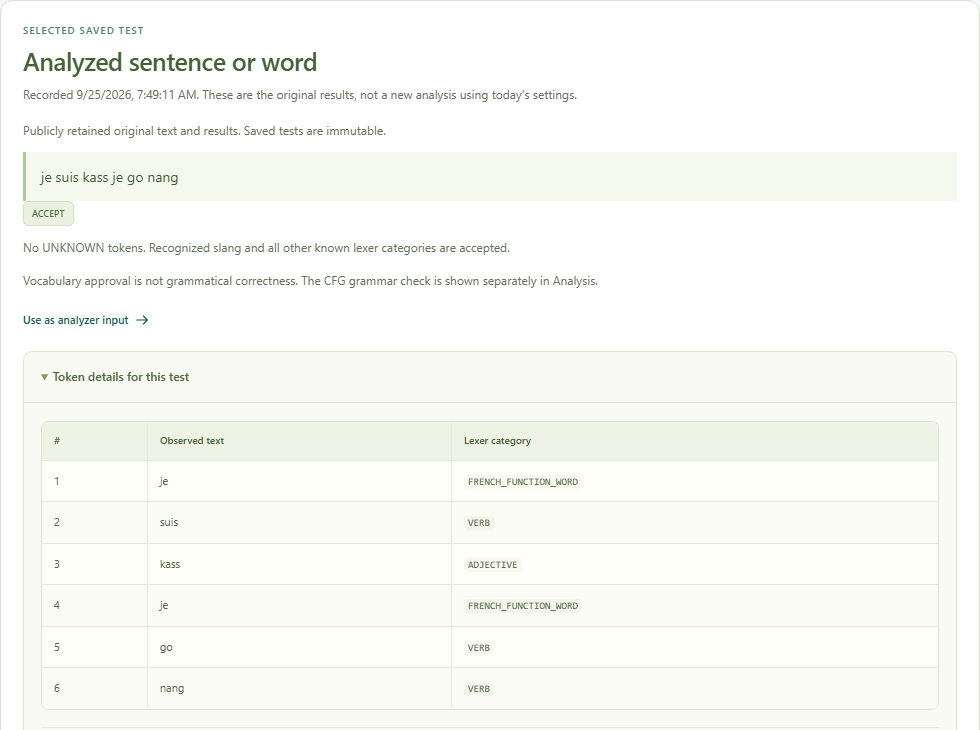 SELECTED SAVED TEST
Analyzed sentence or word
Recorded 9/25/2026, 7:49:11 AM. These are the original results, not a new analysis using today's settings.
Publicly retained original text and results. Saved tests are immutable.
je suis kass je go nang
ACCEPT
No UNKNOWN tokens. Recognized slang and all other known lexer categories are accepted.
Vocabulary approval is not grammatical correctness. The CFG grammar check is shown separately in Analysis.
Use as analyzer input →
▼ Token details for this test
# Observed text Lexer category
1 je FRENCH_FUNCTION_WORD
2 suis VERB
3 kass ADJECTIVE
4 je FRENCH_FUNCTION_WORD
5 go VERB
6 nang VERB